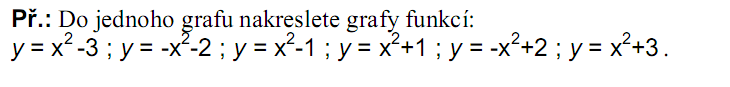 Př.: Do jednoho grafu nakreslete grafy funkcí:
y = x² -3 ; y = -x²-2 ; y = x²-1 ; y = x²+1 ; y = -x²+2 ; y = x²+3 .